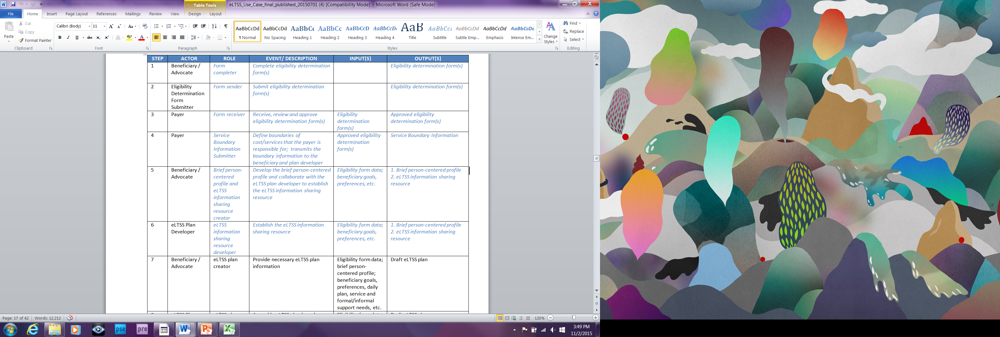 eLTSS_Use_Case_final_published_20150701 (4) [Compatibility Mode] - Microsoft Word (Safe Mode)
Table Tools
File Home Insert Page Layout References Mailings Review View Design Layout
Paste
Cut
Copy
Format Painter
Clipboard
Calibri (Body) 11
Font
Paragraph
AaBbCcDd
¶ Normal
AaBbCcDd
No Spacing
AaBbCc
Heading 1
AaBbCc
Heading 2
AaBbCcD
Heading 3
AaBbCcDc
Heading 4
AaB
Title
AaBbCcl
Subtitle
AaBbCcDd
Subtle Emp...
AaBbCcDd
Emphasis
AaBbCcDd
Intense Em...
Change
Styles
Styles
Find
Replace
Select
Editing
STEP ACTOR ROLE EVENT/ DESCRIPTION INPUT(S) OUTPUT(S)
1
Beneficiary /
Advocate
Form
completer
Complete eligibility determination
form(s)
Eligibility determination form(s)
2
Eligibility
Determination
Form
Submitter
Form sender
Submit eligibility determination
form(s)
Eligibility determination form(s)
3
Payer
Form receiver
Receive, review and approve
eligibility determination form(s)
Eligibility
determination
form(s)
Approved eligibility
determination form(s)
4
Payer
Service
Boundary
Information
Submitter
Define boundaries of
cost/services that the payer is
responsible for; transmits the
boundary information to the
beneficiary and plan developer
Approved eligibility
determination
form(s)
Service Boundary Information
5
Beneficiary /
Advocate
Brief person-
centered
profile and
eLTSS
information
sharing
resource
creator
Develop the brief person-centered
profile and collaborate with the
eLTSS plan developer to establish
the eLTSS information sharing
resource
Eligibility form data;
beneficiary goals,
preferences, etc.
1. Brief person-centered profile
2. eLTSS information sharing
resource
6
eLTSS Plan
Developer
eLTSS
information
sharing
resource
developer
Establish the eLTSS information
sharing resource
Eligibility form data;
beneficiary goals,
preferences, etc.
1. Brief person-centered profile
2. eLTSS information sharing
resource
7
Beneficiary /
Advocate
eLTSS plan
creator
Provide necessary eLTSS plan
information
Eligibility form data;
brief person-
centered profile;
beneficiary goals,
preferences, daily
plan, service and
formal/informal
support needs, etc.
Draft eLTSS plan
Page: 17 of 42 Words: 12,212 120%
pse pre
3:49 PM
11/2/2015